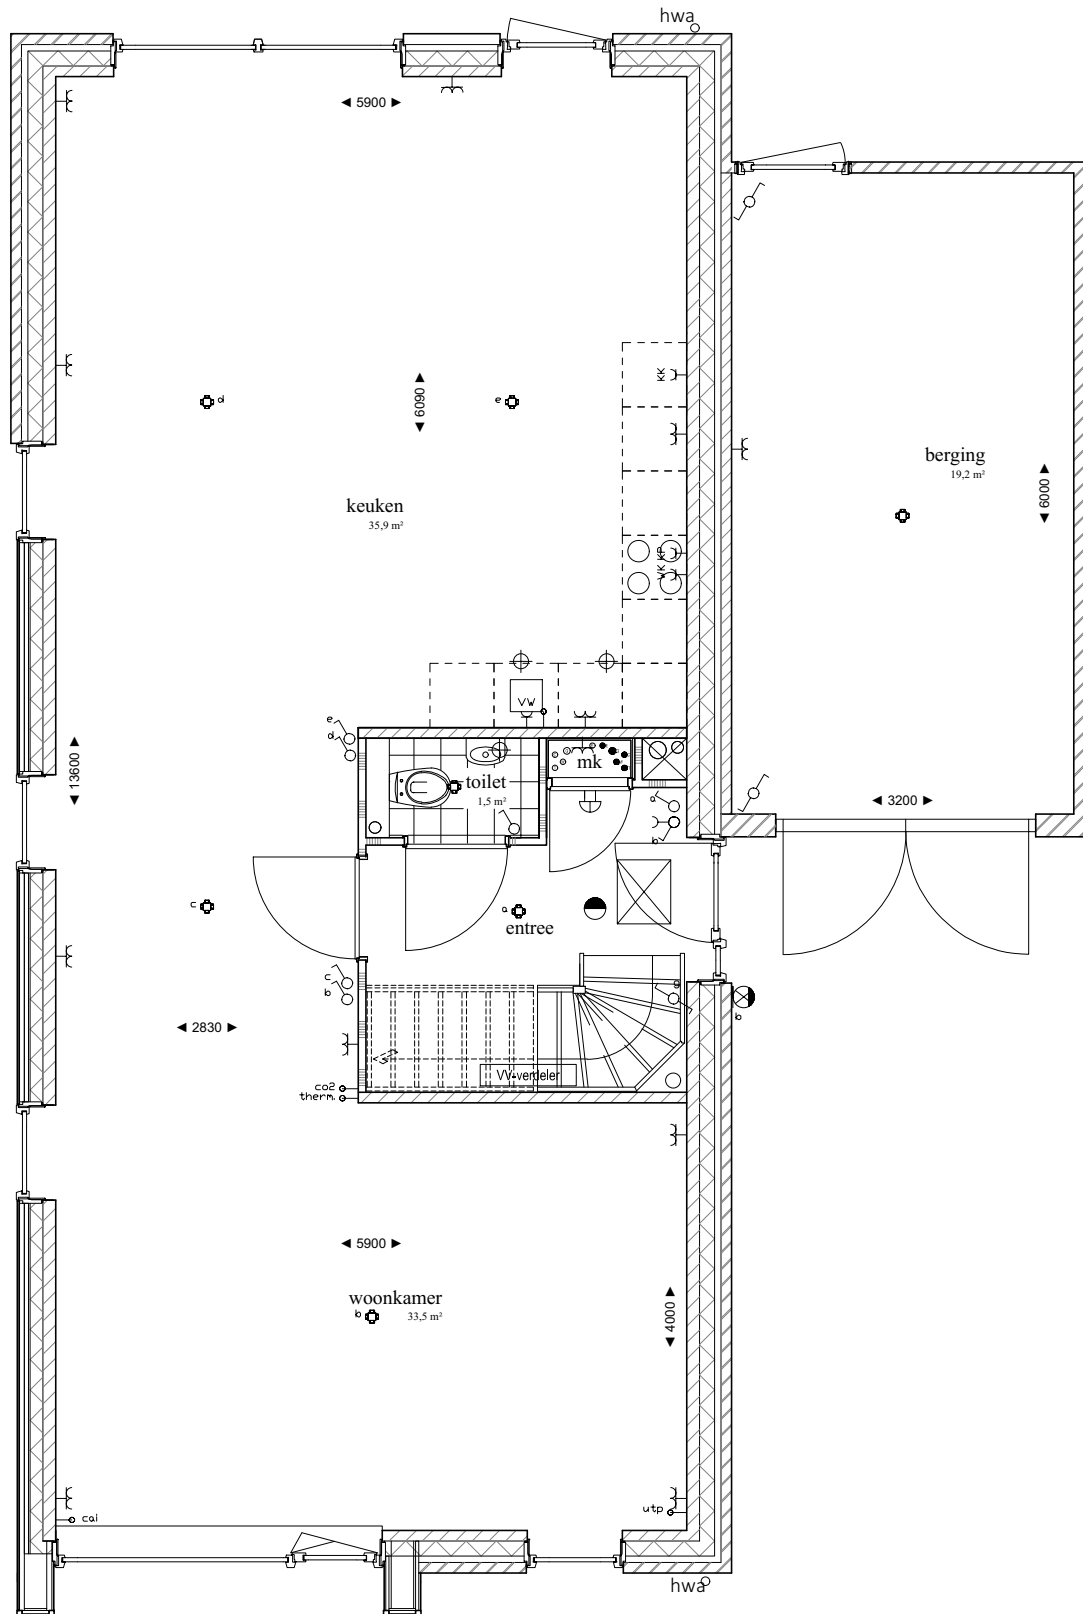 hwa
5900
KK
d
6090
e
berging
19,2 m²
6000
keuken
35,9 m²
WK KP
VW
e
d
13600
mk
toilet
1,5 m²
a
b
3200
c
a
entree
c
b
g
b
2830
VV-verdeler
co2
therm.
5900
woonkamer
b
33,5 m²
4000
cai
utp
hwa